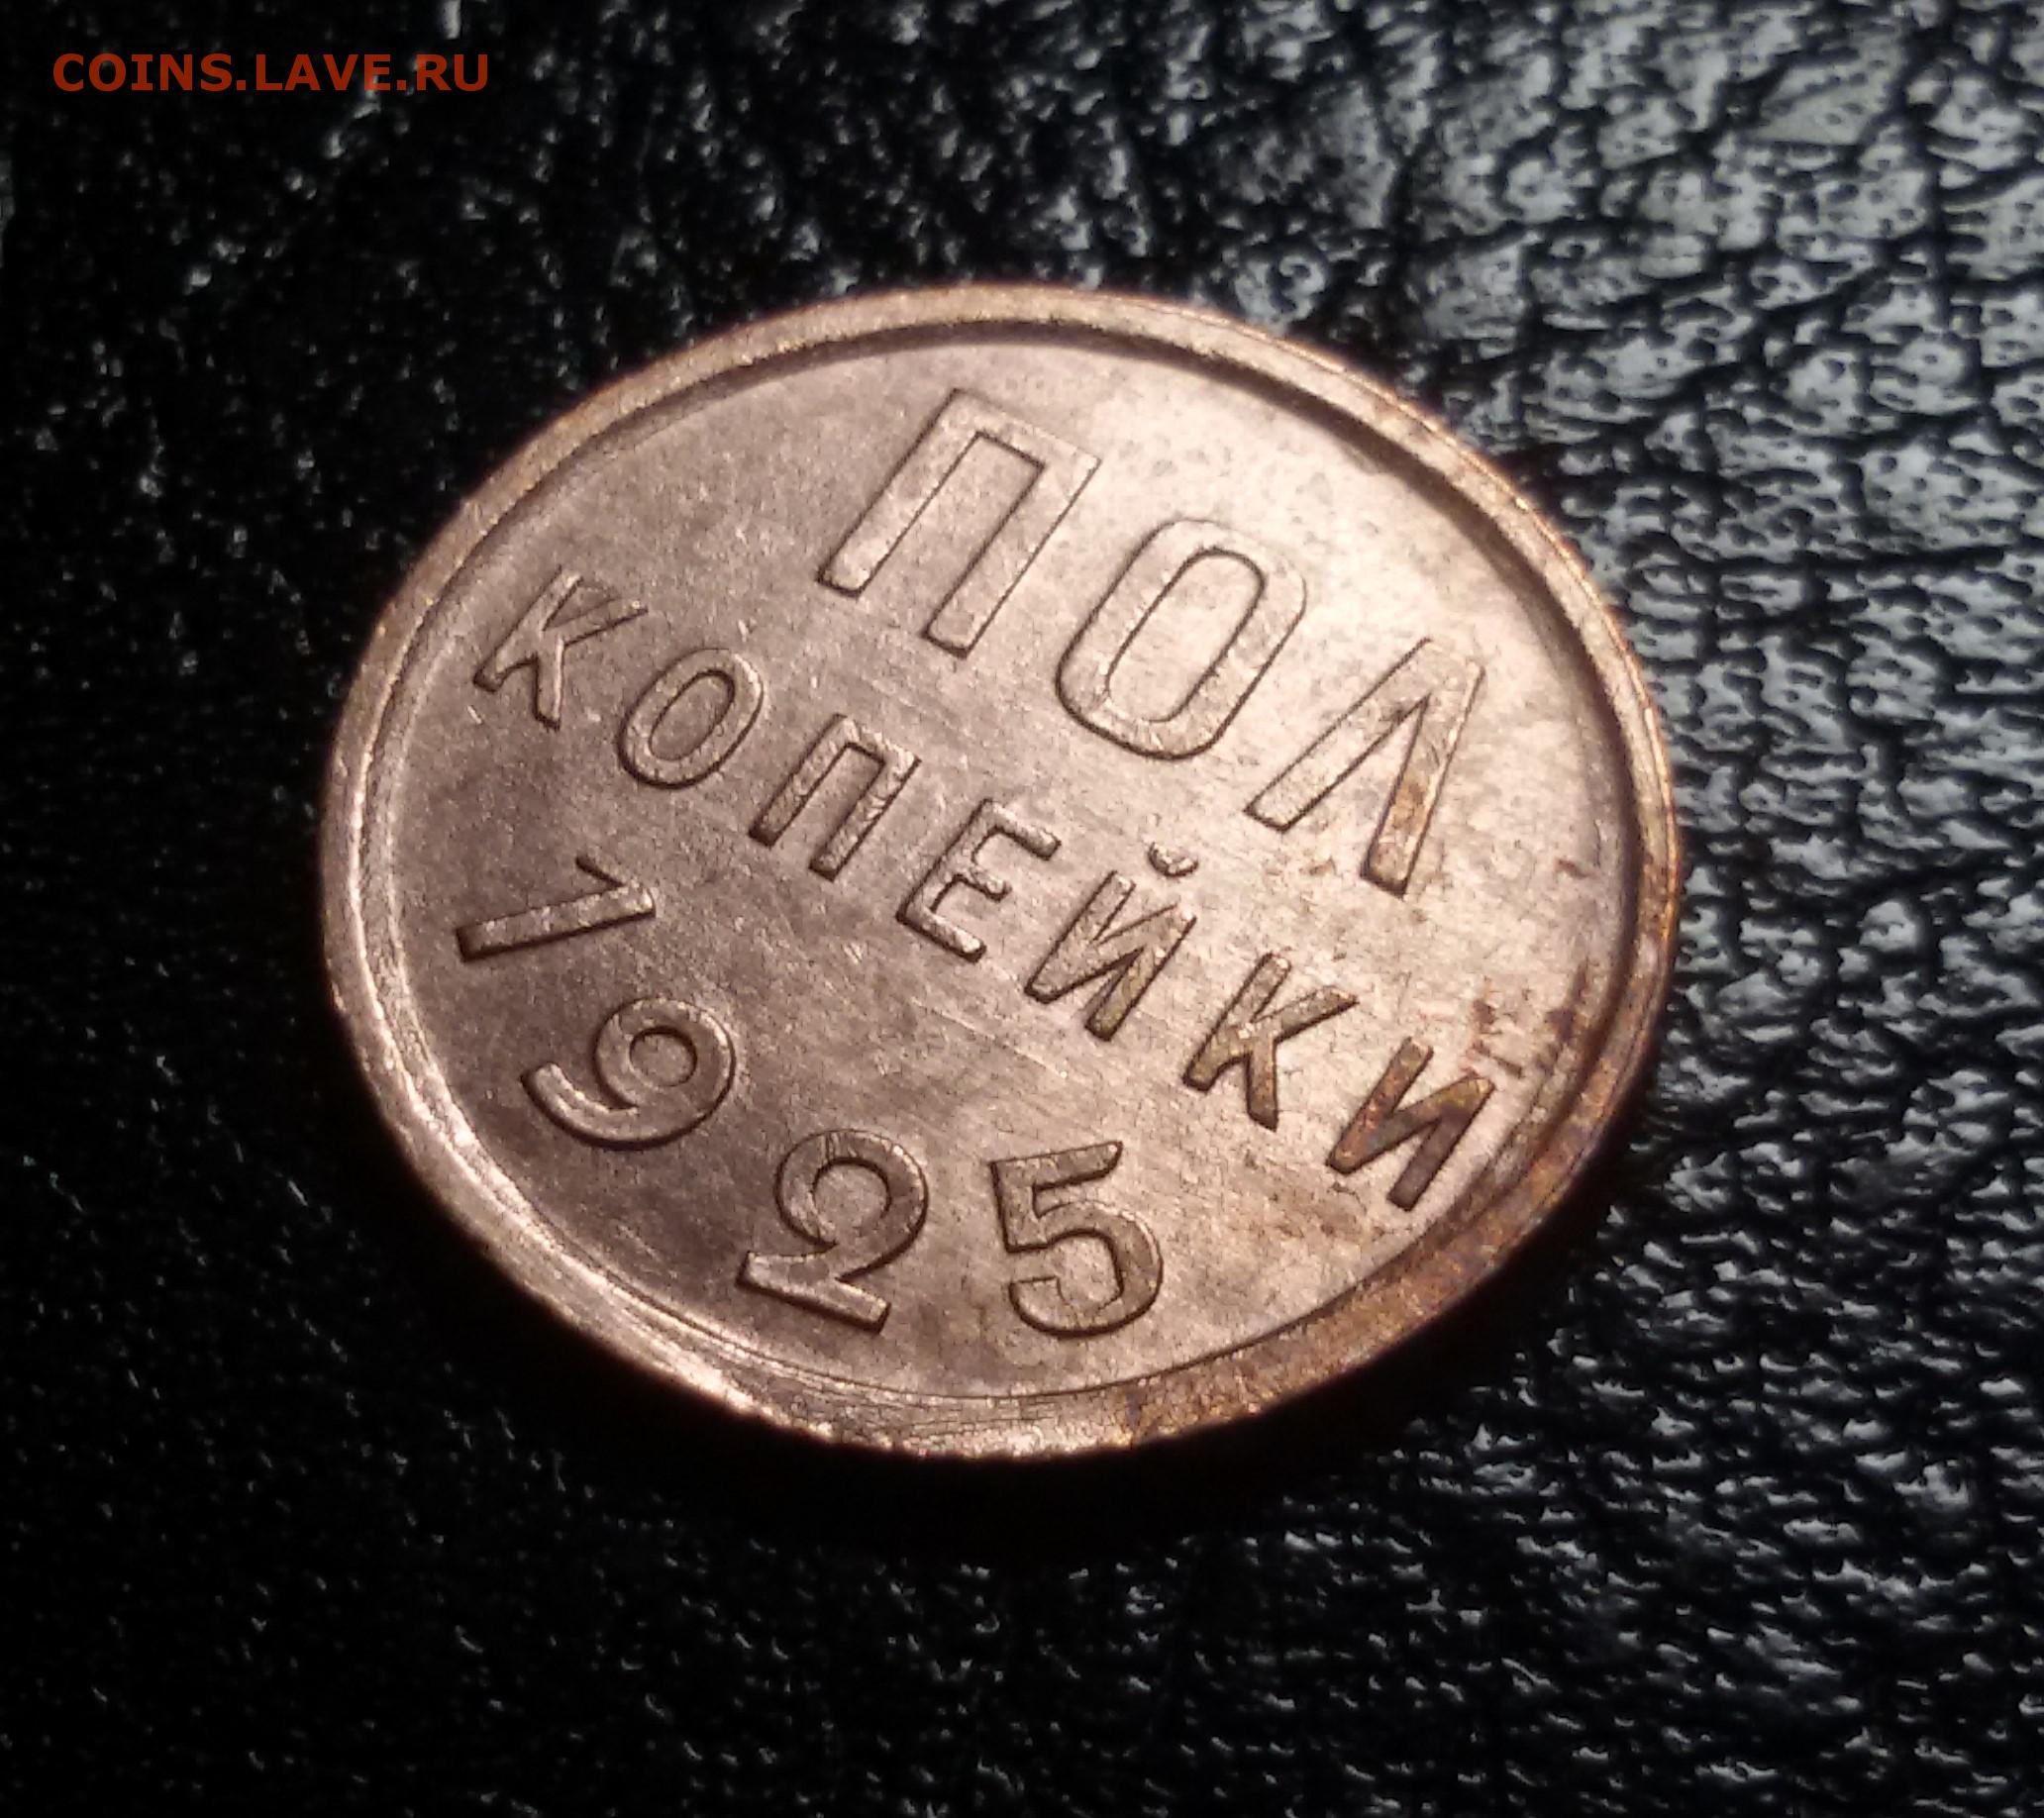 COINS.LAVE.RU
ПОЛ
КОПЕЙКИ
1925